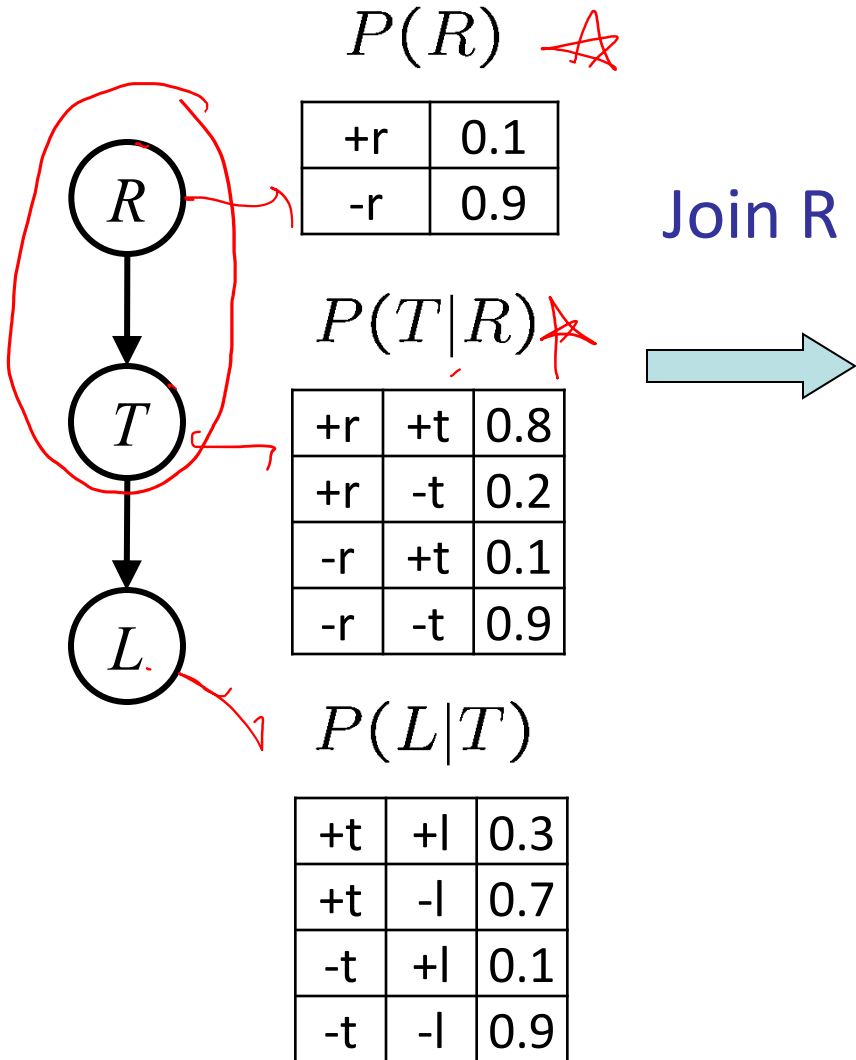 P(R)
+r 0.1
-r 0.9
R
Join R
P(T|R)
+r +t 0.8
+r -t 0.2
-r +t 0.1
-r -t 0.9
T
L
P(L|T)
+t +l 0.3
+t -l 0.7
-t +l 0.1
-t -l 0.9